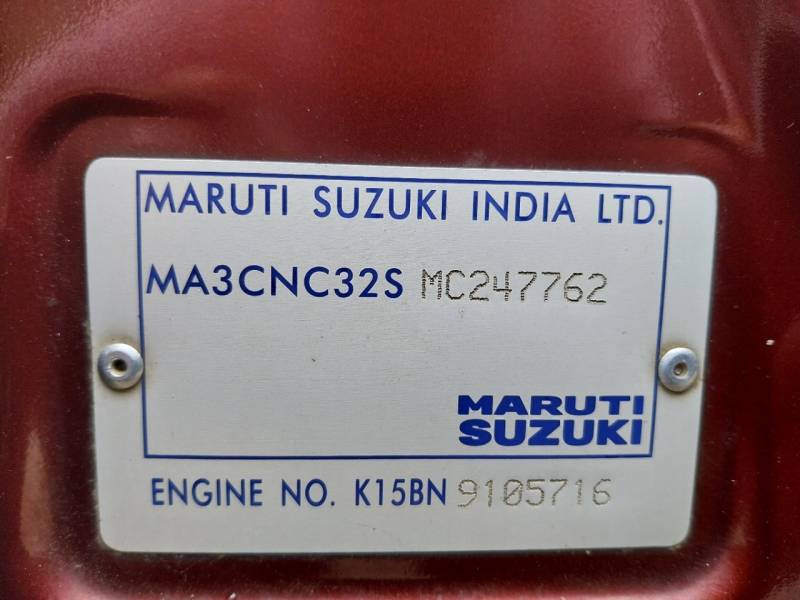 MARUTI SUZUKI INDIA LTD.
MA3CNC32S MC247762
MARUTI
SUZUKI
ENGINE NO. K15BN 9105716